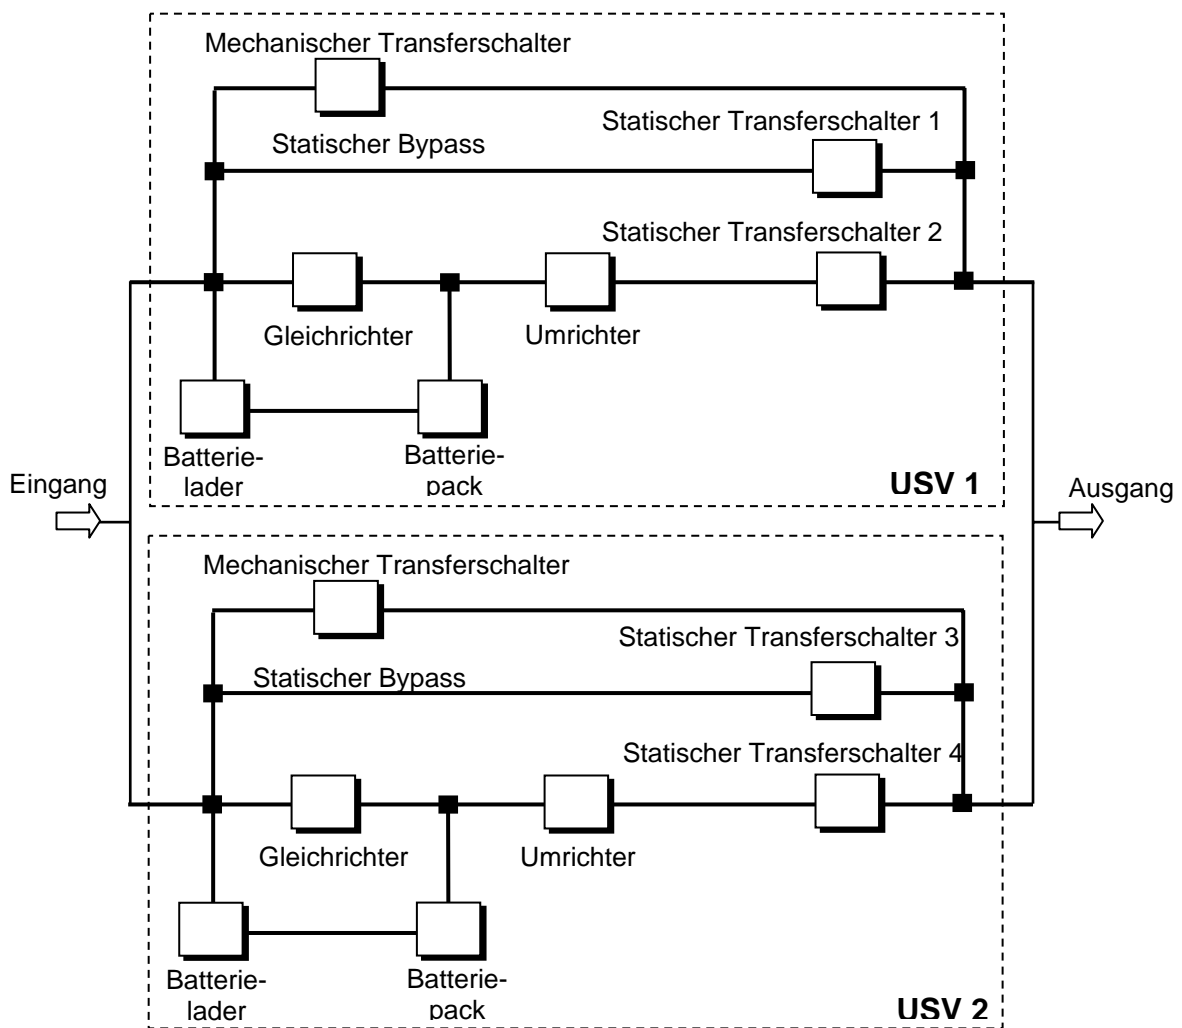 Mechanischer Transferschalter
Statischer Transferschalter 1
Statischer Bypass
Statischer Transferschalter 2
Gleichrichter
Umrichter
Batterie-
lader
Batterie-
pack
USV 1
Eingang
Ausgang
Mechanischer Transferschalter
Statischer Transferschalter 3
Statischer Bypass
Statischer Transferschalter 4
Gleichrichter
Umrichter
Batterie-
lader
Batterie-
pack
USV 2